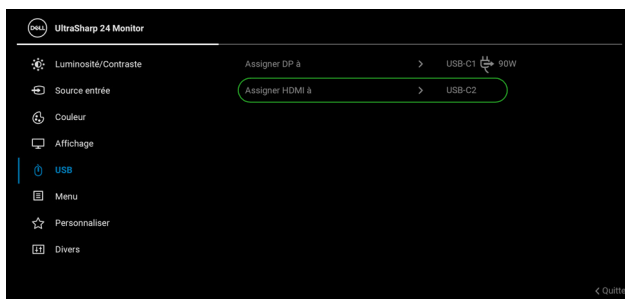 DELL UltraSharp 24 Monitor
Luminosité/Contraste
Assigner DP à > USB-C1 90W
Source entrée
Assigner HDMI à > USB-C2
Couleur
Affichage
USB
Menu
Personnaliser
Divers
< Quitte